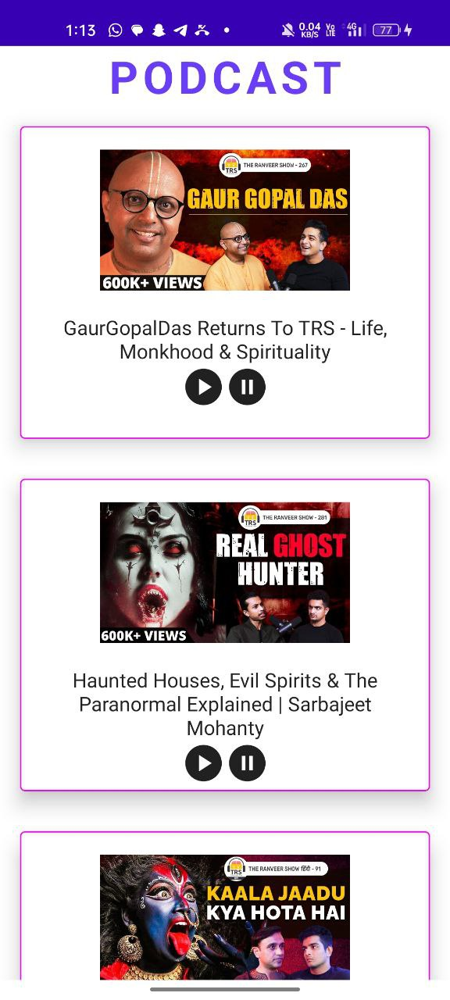 1:13
0.04
KB/S
Vo
LTE
4G
77
PODCAST
TRS
THE RANVEER SHOW - 267
GAUR GOPAL DAS
600K+ VIEWS
GaurGopalDas Returns To TRS - Life,
Monkhood & Spirituality
TRS
THE RANVEER SHOW - 281
REAL GHOST
HUNTER
600K+ VIEWS
Haunted Houses, Evil Spirits & The
Paranormal Explained | Sarbajeet
Mohanty
TRS
THE RANVEER SHOW हिंदी - 91
KAALA JAADU
KYA HOTA HAI